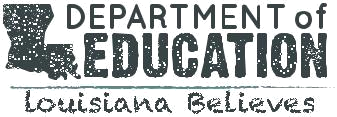 DEPARTMENT of
EDUCATION
Louisiana Believes